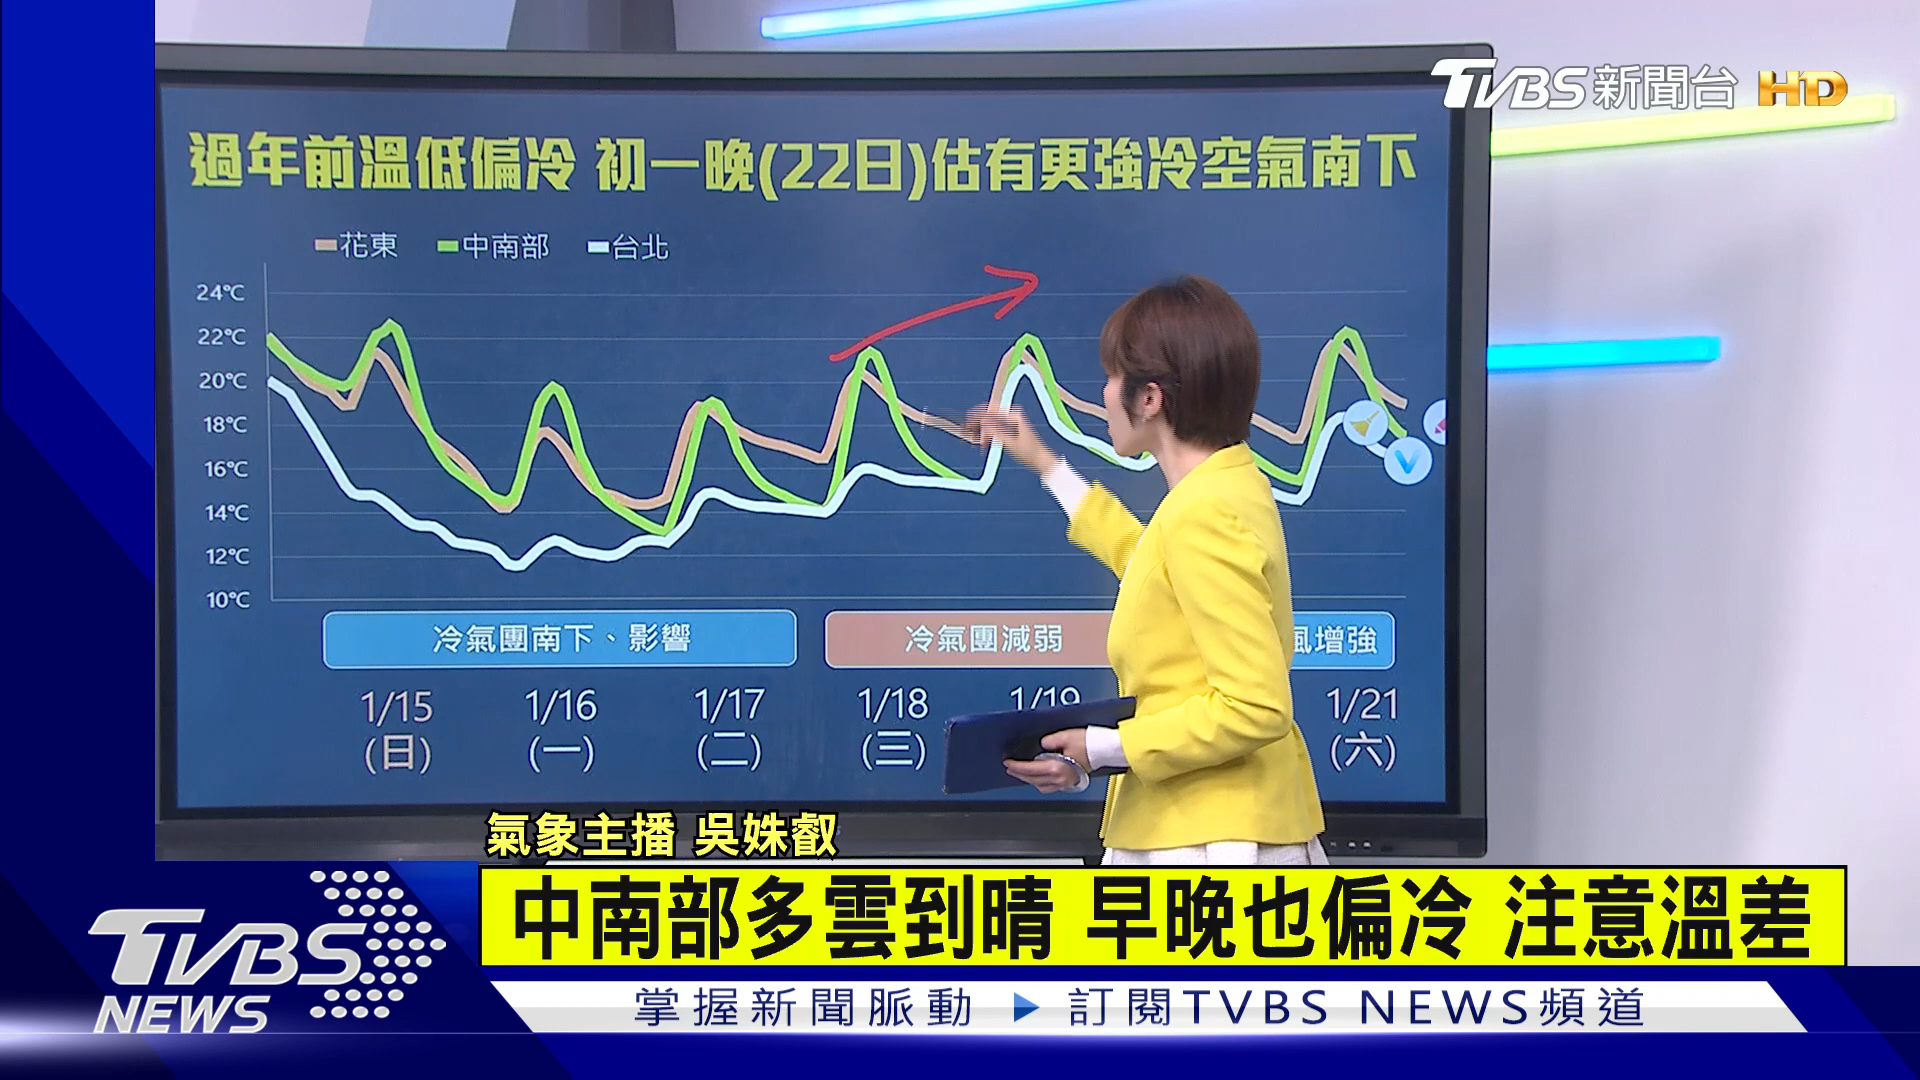 TVBS新聞台 HD
過年前溫低偏冷 初一晚(22日)估有更強冷空氣南下
花東 中南部 台北
24°C
22°C
20°C
18°C
16°C
14°C
12°C
10°C
冷氣團南下、影響 冷氣團減弱 風增強
1/15 1/16 1/17 1/18 1/19 1/21
(日) (一) (二) (三) (六)
氣象主播 吳姝叡
中南部多雲到晴 早晚也偏冷 注意溫差
TVBS NEWS
掌握新聞脈動 ▶ 訂閱TVBS NEWS頻道